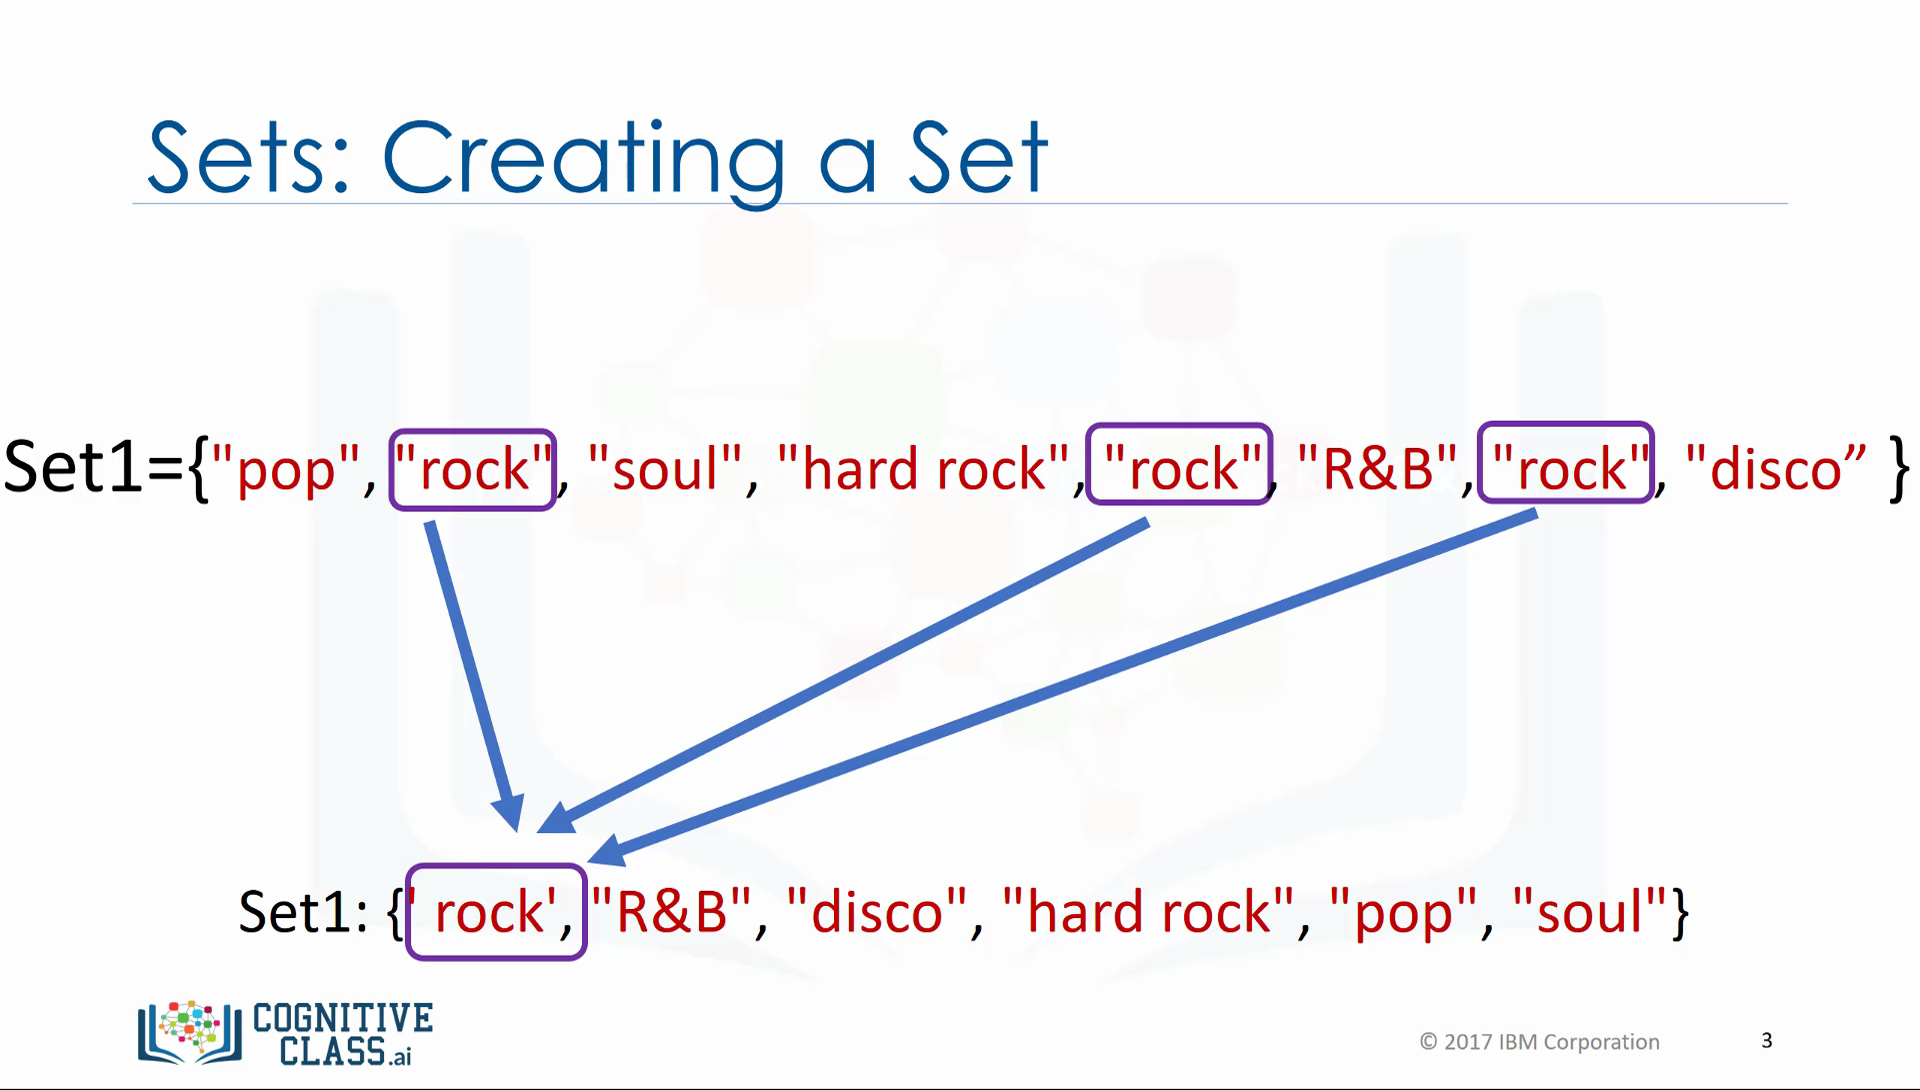 Sets: Creating a Set
Set1={"pop", "rock", "soul", "hard rock", "rock", "R&B", "rock", "disco” }
Set1: {' rock', "R&B", "disco", "hard rock", "pop", "soul"}
COGNITIVE
CLASS.ai
© 2017 IBM Corporation 3